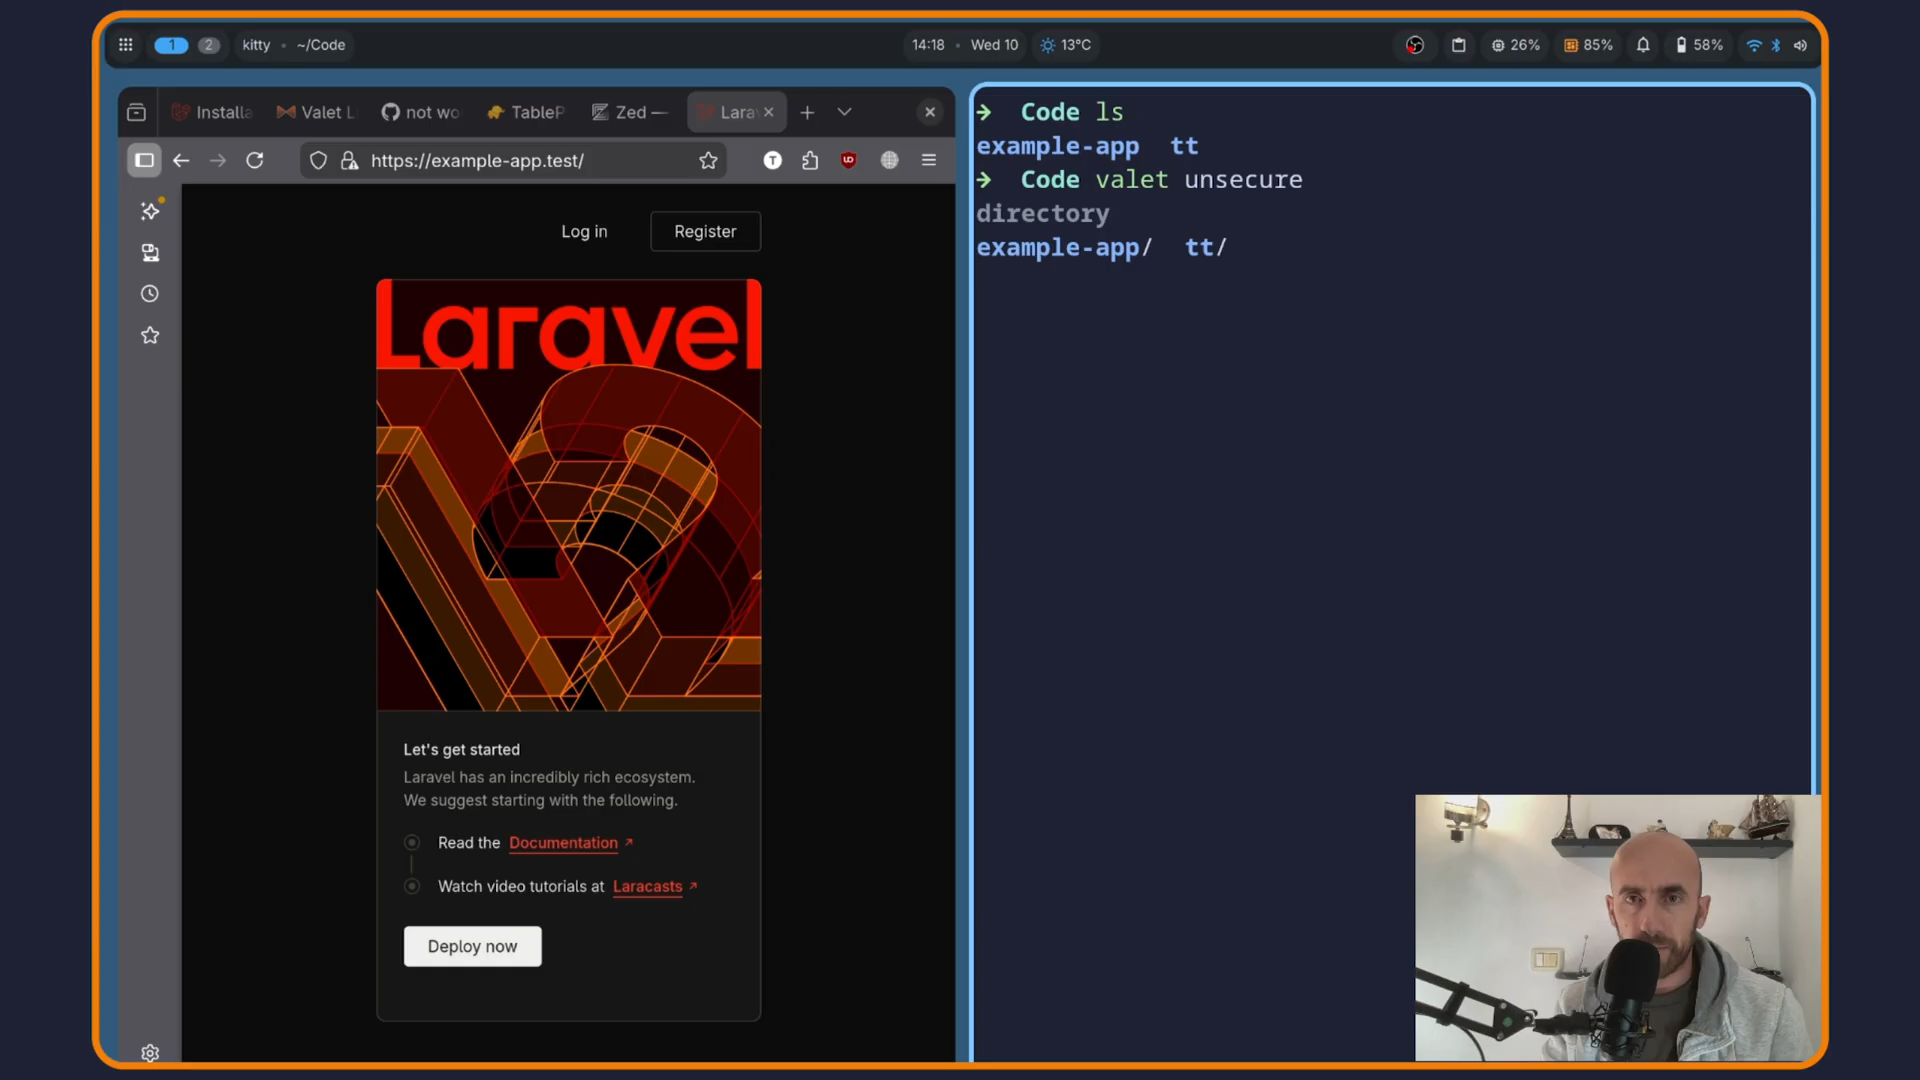 1 2 kitty • ~/Code 14:18 • Wed 10 13°C 26% 85% 58%
Installa Valet L not wo TableP Zed — Larav
https://example-app.test/
Log in Register
Laravel
Let's get started
Laravel has an incredibly rich ecosystem.
We suggest starting with the following.
Read the Documentation
Watch video tutorials at Laracasts
Deploy now
→ Code ls
example-app tt
→ Code valet unsecure
directory
example-app/ tt/